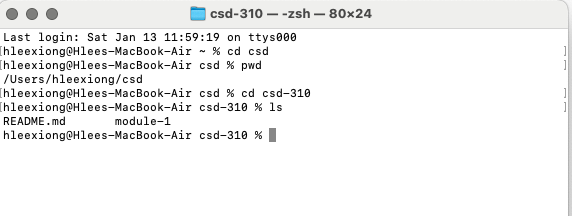 csd-310 — -zsh — 80×24
Last login: Sat Jan 13 11:59:19 on ttys000
[hleexiong@Hlees-MacBook-Air ~ % cd csd ]
[hleexiong@Hlees-MacBook-Air csd % pwd ]
/Users/hleexiong/csd
[hleexiong@Hlees-MacBook-Air csd % cd csd-310 ]
[hleexiong@Hlees-MacBook-Air csd-310 % ls ]
README.md module-1
hleexiong@Hlees-MacBook-Air csd-310 %